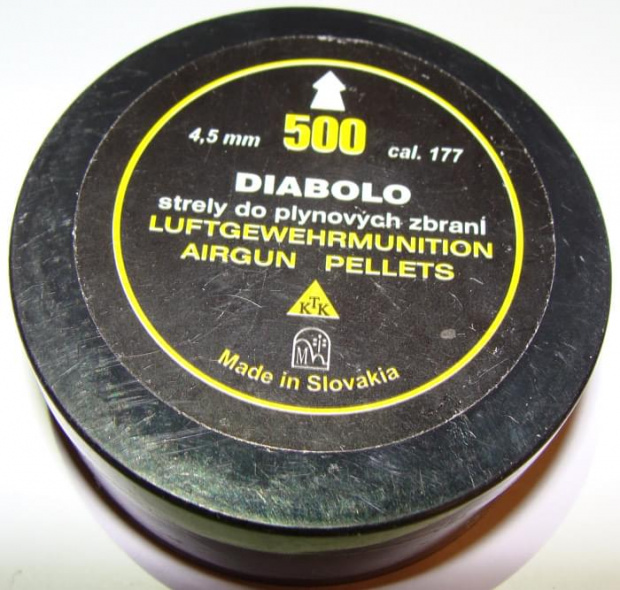 4,5 mm 500 cal. 177
DIABOLO
strely do plynových zbraní
LUFTGEWEHRMUNITION
AIRGUN PELLETS
KTK
M
Made in Slovakia